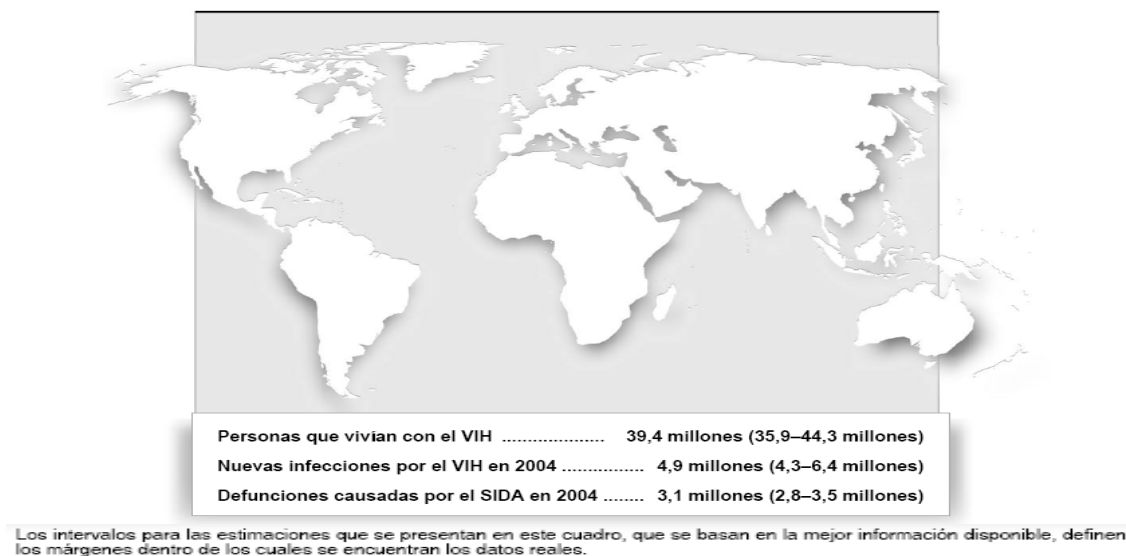 Personas que vivían con el VIH .................... 39,4 millones (35,9–44,3 millones)
Nuevas infecciones por el VIH en 2004 ................ 4,9 millones (4,3–6,4 millones)
Defunciones causadas por el SIDA en 2004 ........ 3,1 millones (2,8–3,5 millones)
Los intervalos para las estimaciones que se presentan en este cuadro, que se basan en la mejor información disponible, definen
los márgenes dentro de los cuales se encuentran los datos reales.